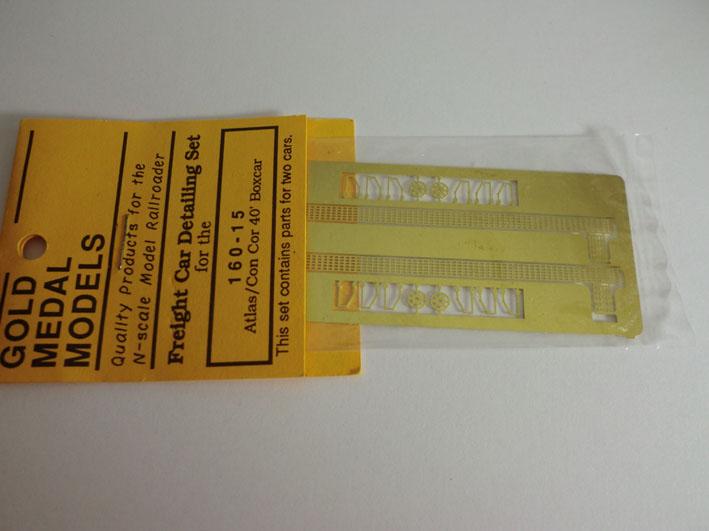 GOLD
MEDAL
MODELS
Quality Products for the
N-scale Model Railroader
Freight Car Detailing Set
for the
160-15
Atlas/Con Cor 40' Boxcar
This set contains parts for two cars.